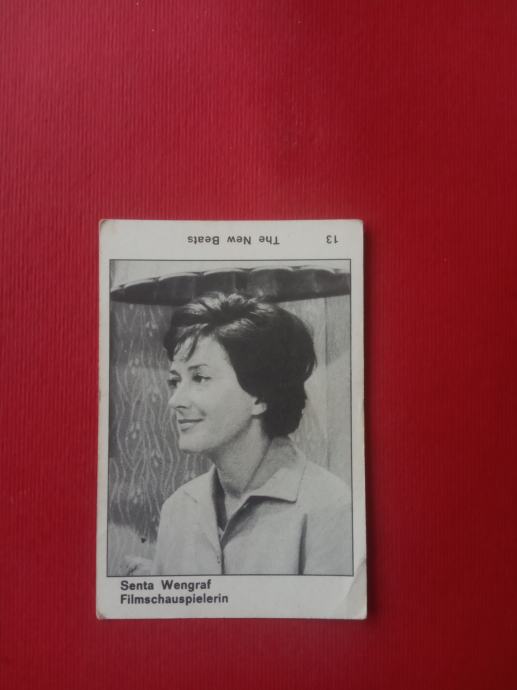 13 The New Beats
Senta Wengraf
Filmschauspielerin